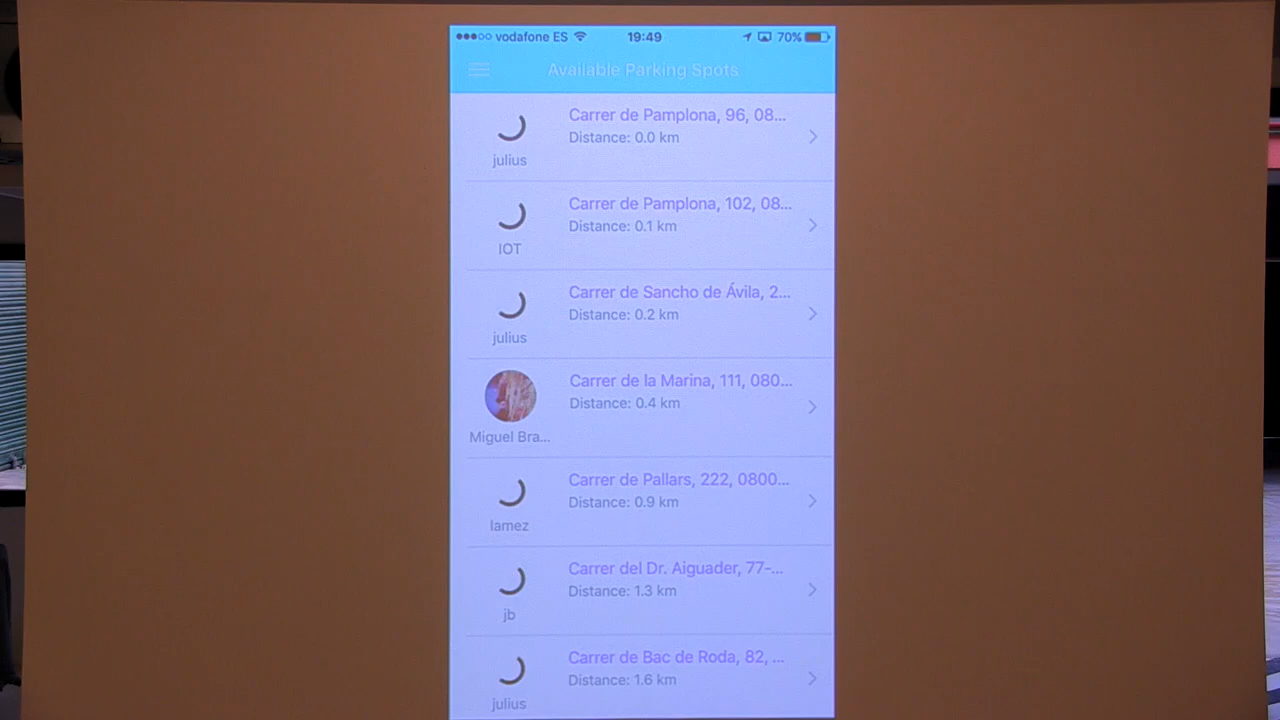 vodafone ES 19:49 70%
Available Parking Spots
Carrer de Pamplona, 96, 08...
Distance: 0.0 km
julius
Carrer de Pamplona, 102, 08...
Distance: 0.1 km
IOT
Carrer de Sancho de Ávila, 2...
Distance: 0.2 km
julius
Carrer de la Marina, 111, 080...
Distance: 0.4 km
Miguel Bra...
Carrer de Pallars, 222, 0800...
Distance: 0.9 km
lamez
Carrer del Dr. Aiguader, 77-...
Distance: 1.3 km
jb
Carrer de Bac de Roda, 82, ...
Distance: 1.6 km
julius